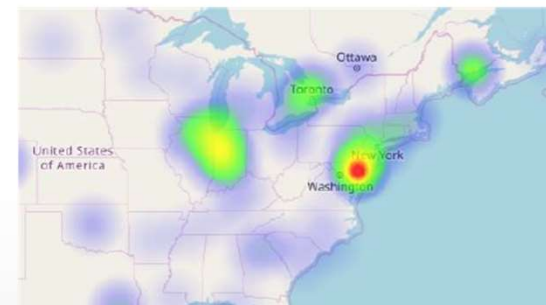 Ottawa
Toronto
United States
of America
New York
Washington